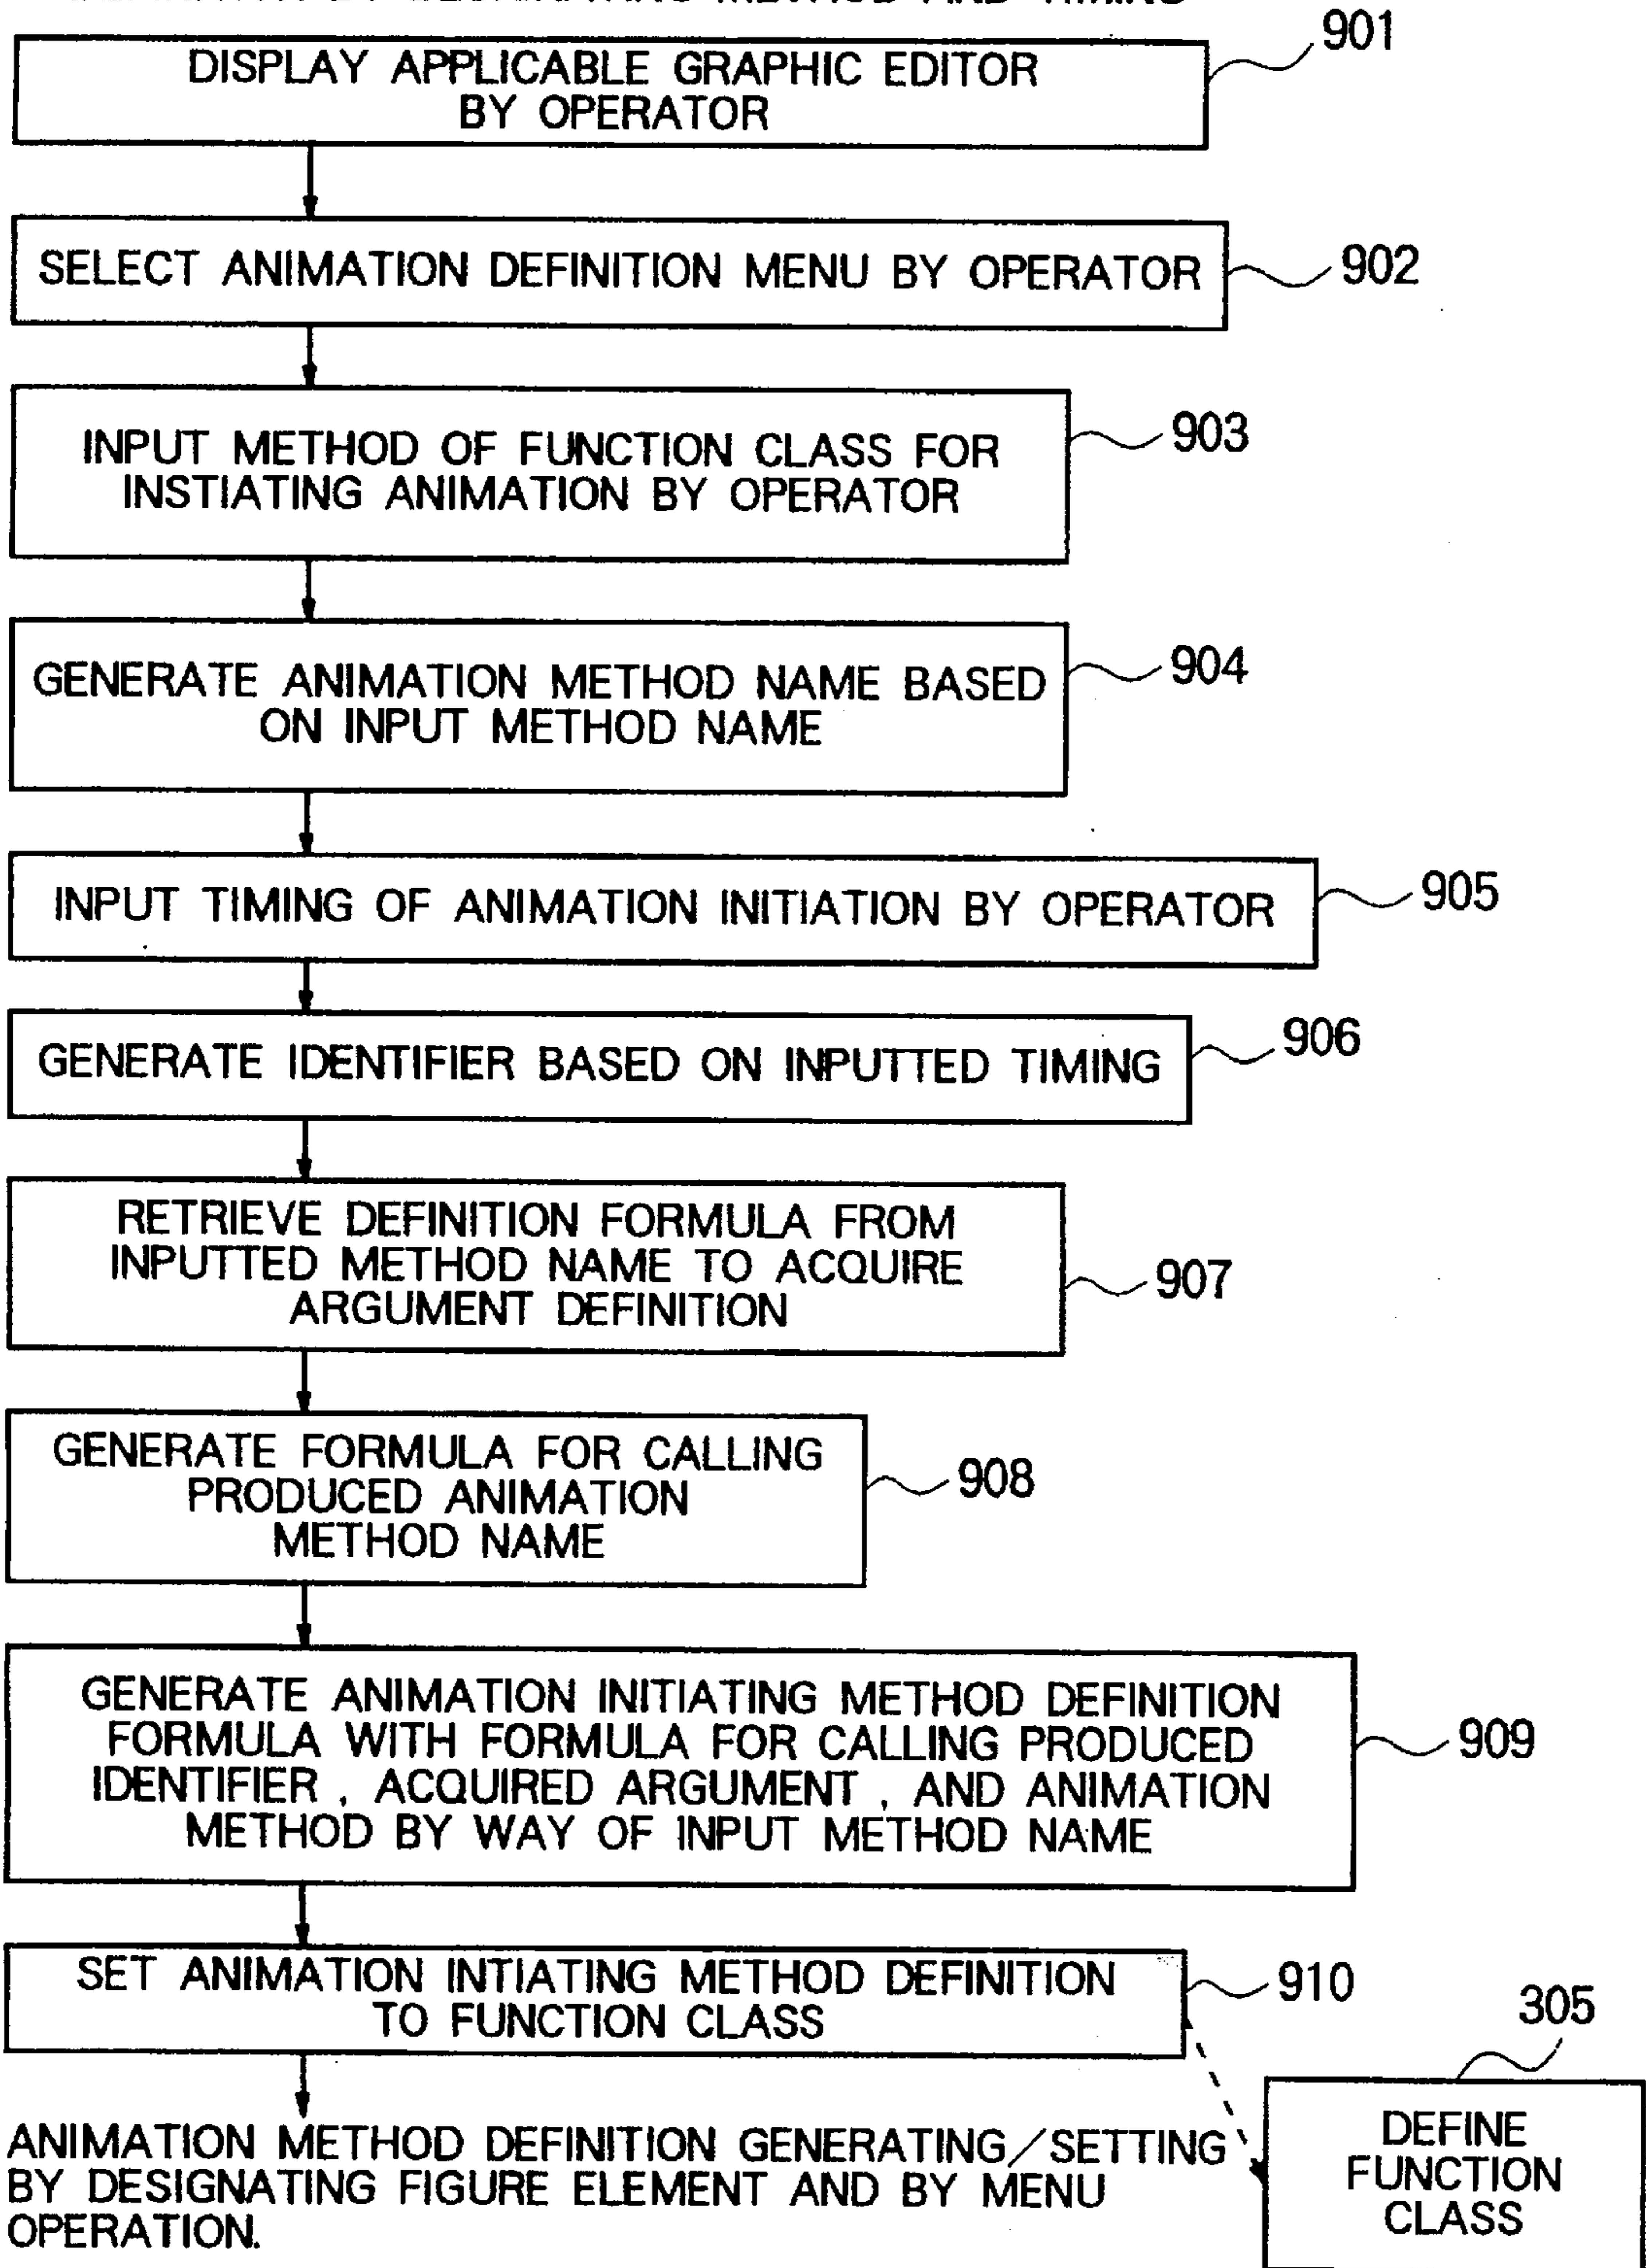 BY DESIGNATING METHOD AND TIMING
901
DISPLAY APPLICABLE GRAPHIC EDITOR
BY OPERATOR
SELECT ANIMATION DEFINITION MENU BY OPERATOR
902
INPUT METHOD OF FUNCTION CLASS FOR
INSTIATING ANIMATION BY OPERATOR
903
GENERATE ANIMATION METHOD NAME BASED
ON INPUT METHOD NAME
904
INPUT TIMING OF ANIMATION INITIATION BY OPERATOR
905
GENERATE IDENTIFIER BASED ON INPUTTED TIMING
906
RETRIEVE DEFINITION FORMULA FROM
INPUTTED METHOD NAME TO ACQUIRE
ARGUMENT DEFINITION
907
GENERATE FORMULA FOR CALLING
PRODUCED ANIMATION
METHOD NAME
908
GENERATE ANIMATION INITIATING METHOD DEFINITION
FORMULA WITH FORMULA FOR CALLING PRODUCED
IDENTIFIER , ACQUIRED ARGUMENT , AND ANIMATION
METHOD BY WAY OF INPUT METHOD NAME
909
SET ANIMATION INTIATING METHOD DEFINITION
TO FUNCTION CLASS
910
305
DEFINE
FUNCTION
CLASS
ANIMATION METHOD DEFINITION GENERATING/SETTING
BY DESIGNATING FIGURE ELEMENT AND BY MENU
OPERATION.